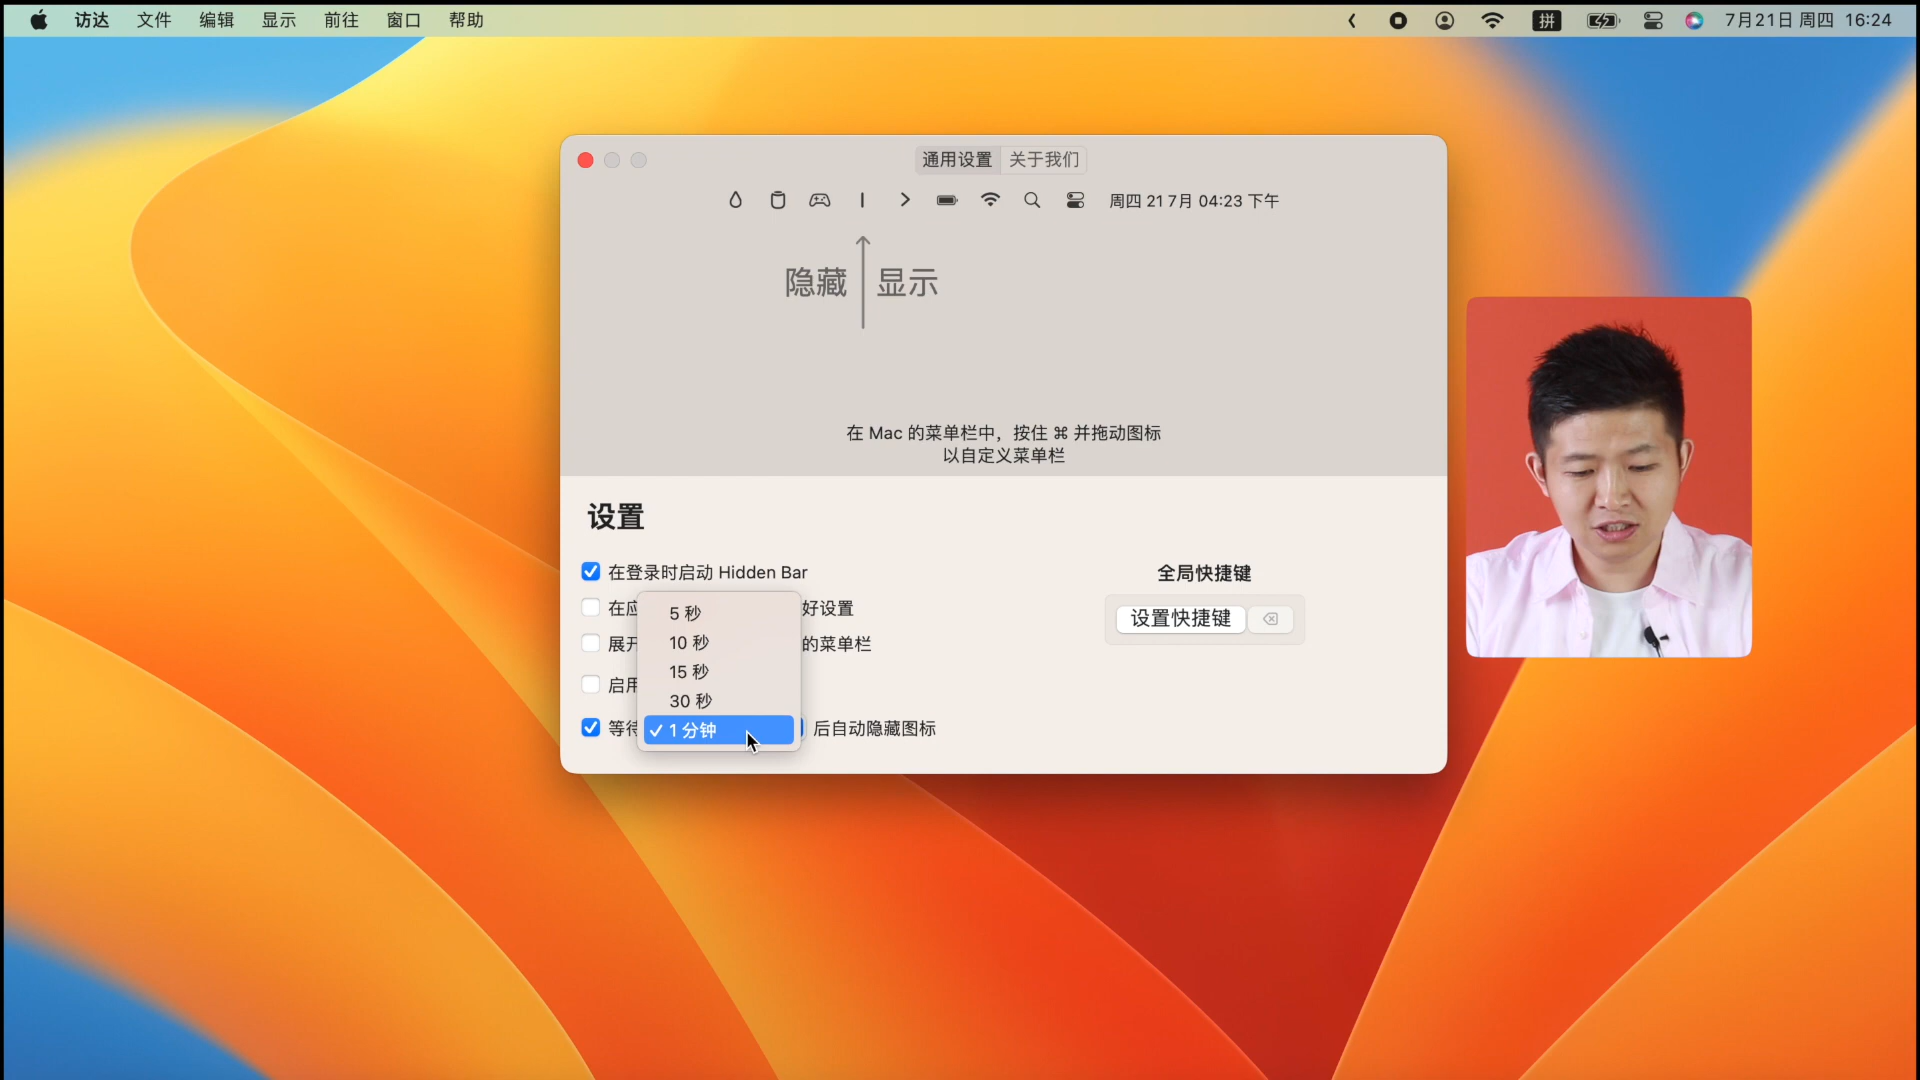 访达 文件 编辑 显示 前往 窗口 帮助 拼 7月21日 周四 16:24
通用设置 关于我们
周四 21 7月 04:23 下午
隐藏 显示
在 Mac 的菜单栏中，按住 ⌘ 并拖动图标
以自定义菜单栏
设置
在登录时启动 Hidden Bar
全局快捷键
在应 好设置
设置快捷键
展开 的菜单栏
启用
等待 后自动隐藏图标
5 秒
10 秒
15 秒
30 秒
✓ 1 分钟